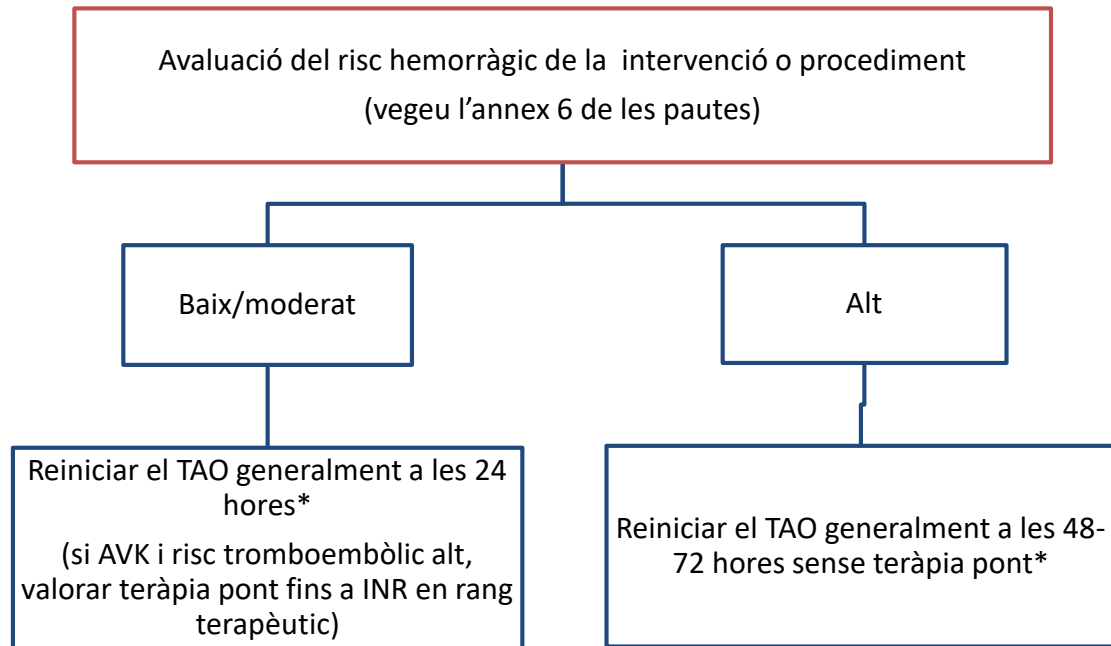 Avaluació del risc hemorràgic de la  intervenció o procediment
(vegeu l'annex 6 de les pautes)
Baix/moderat
Alt
Reiniciar el TAO generalment a les 24
hores*
(si AVK i risc tromboembòlic alt,
valorar teràpia pont fins a INR en rang
terapèutic)
Reiniciar el TAO generalment a les 48-
72 hores sense teràpia pont*